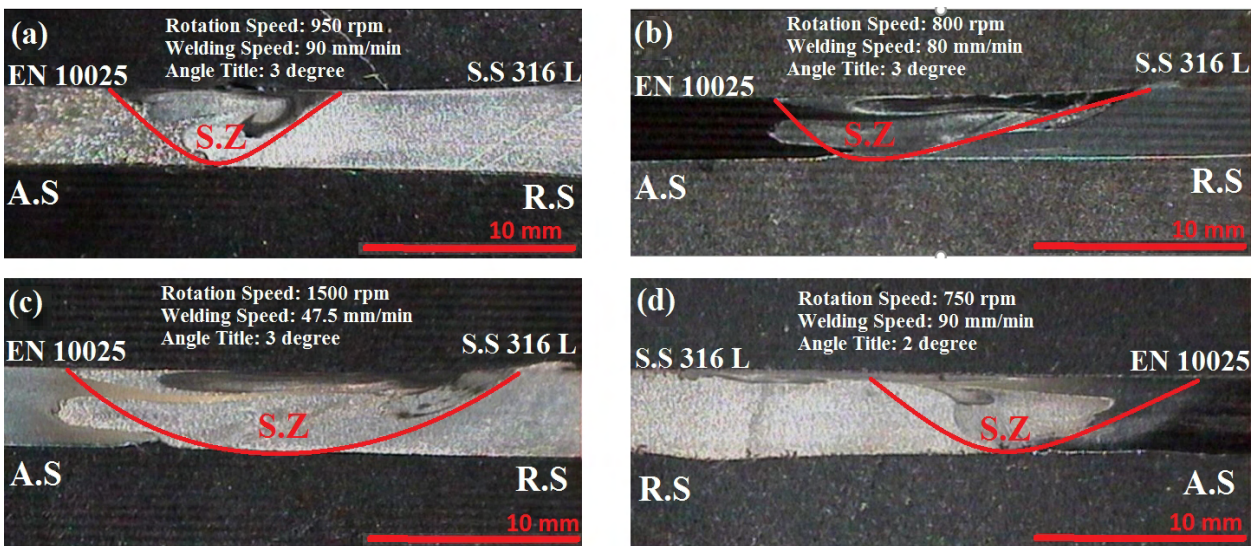 (a)
Rotation Speed: 950 rpm
Welding Speed: 90 mm/min
Angle Title: 3 degree
EN 10025
S.S 316 L
S.Z
A.S
R.S
10 mm
(b)
Rotation Speed: 800 rpm
Welding Speed: 80 mm/min
Angle Title: 3 degree
EN 10025
S.S 316 L
S.Z
A.S
R.S
10 mm
(c)
Rotation Speed: 1500 rpm
Welding Speed: 47.5 mm/min
Angle Title: 3 degree
EN 10025
S.S 316 L
S.Z
A.S
R.S
10 mm
(d)
Rotation Speed: 750 rpm
Welding Speed: 90 mm/min
Angle Title: 2 degree
S.S 316 L
EN 10025
S.Z
R.S
A.S
10 mm